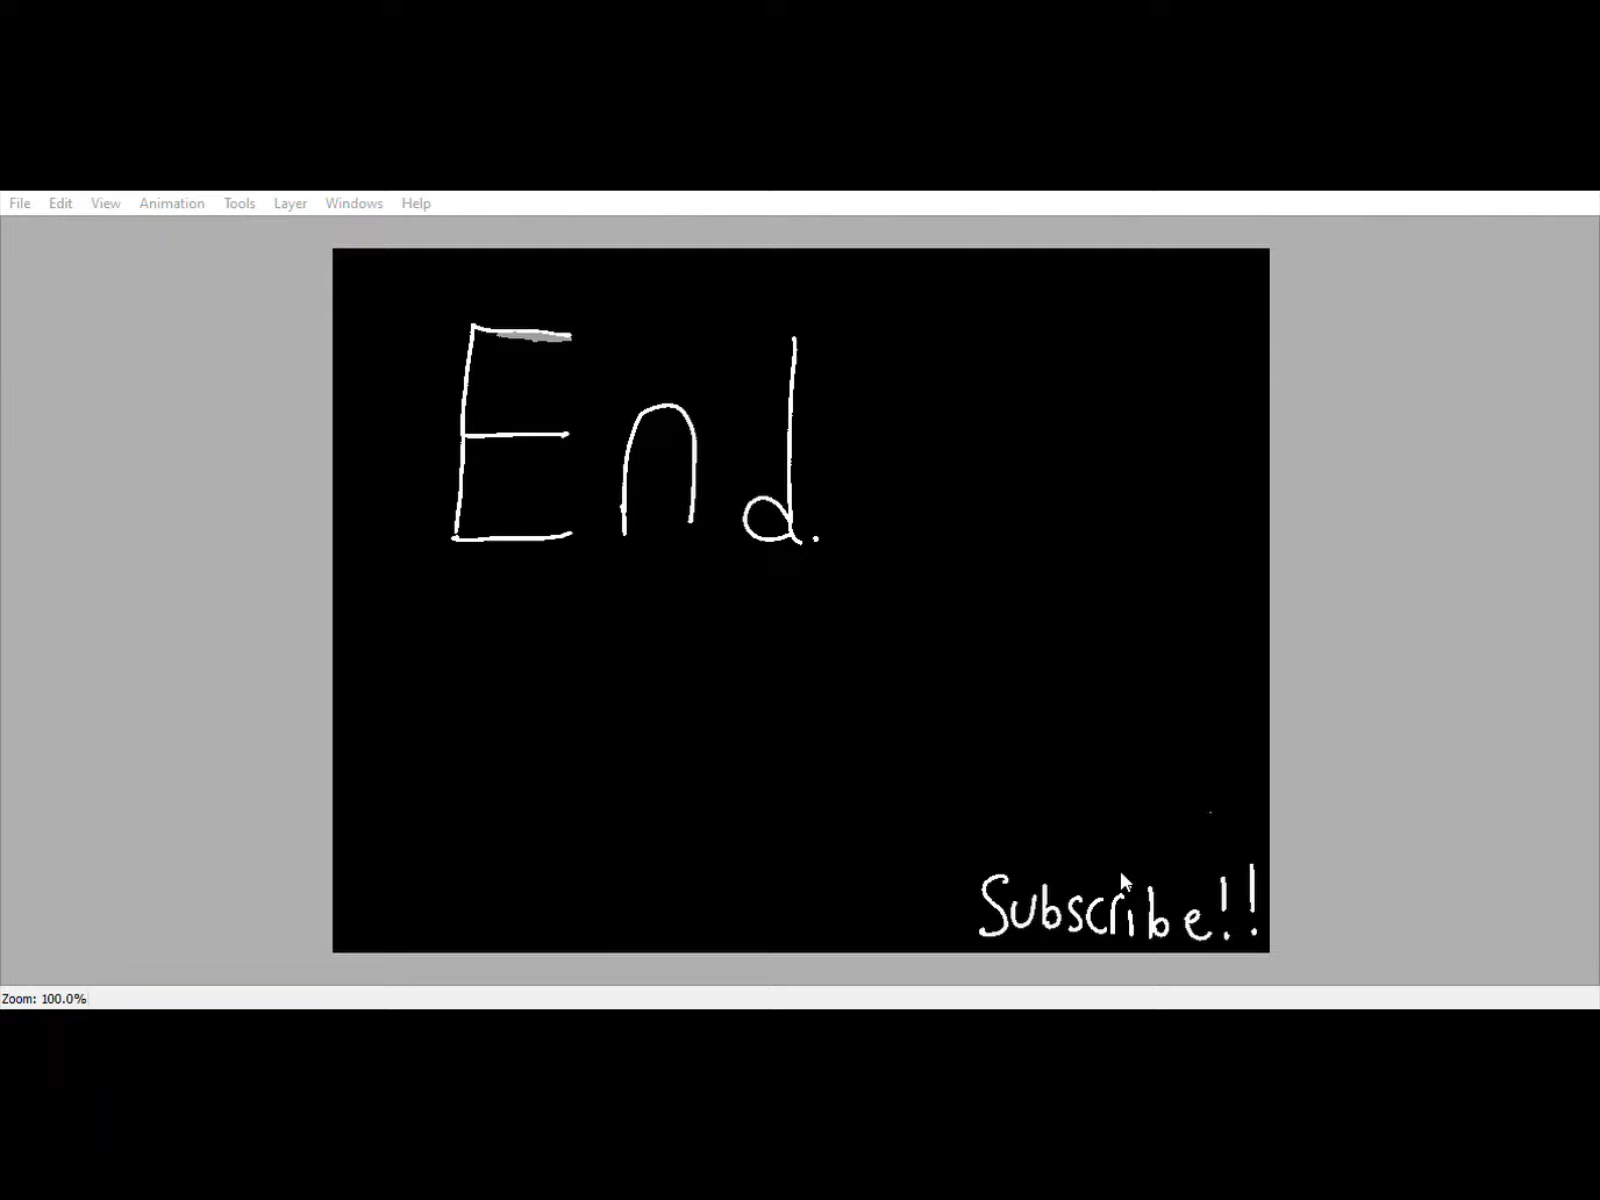 File Edit View Animation Tools Layer Windows Help
End.
Subscribe!!
Zoom: 100.0%